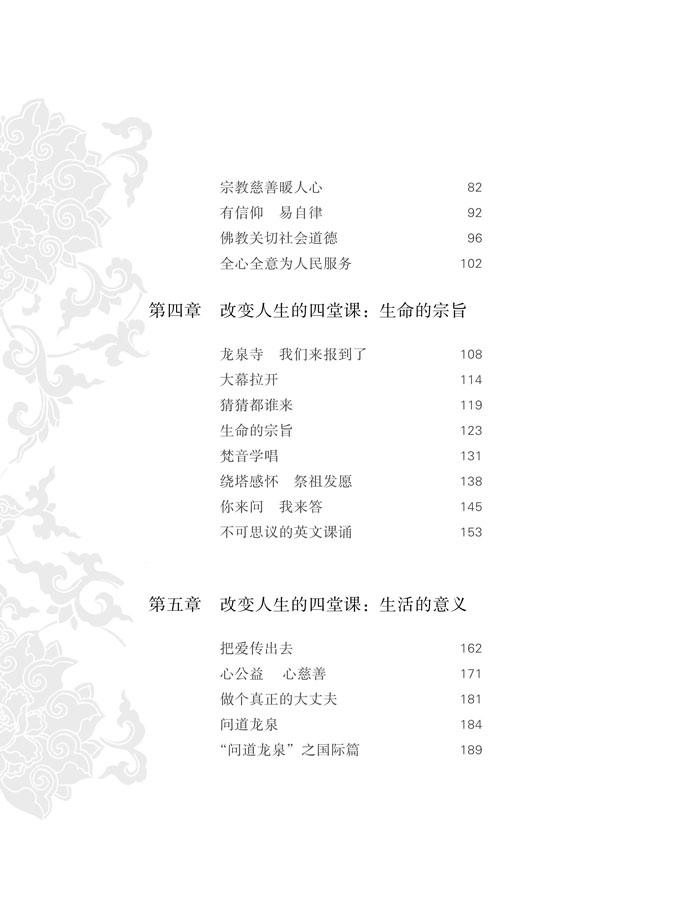 宗教慈善暖人心 82
有信仰　易自律 92
佛教关切社会道德 96
全心全意为人民服务 102
第四章　改变人生的四堂课：生命的宗旨
龙泉寺　我们来报到了 108
大幕拉开 114
猜猜都谁来 119
生命的宗旨 123
梵音学唱 131
绕塔感怀　祭祖发愿 138
你来问　我来答 145
不可思议的英文课诵 153
第五章　改变人生的四堂课：生活的意义
把爱传出去 162
心公益　心慈善 171
做个真正的大丈夫 181
问道龙泉 184
“问道龙泉”之国际篇 189